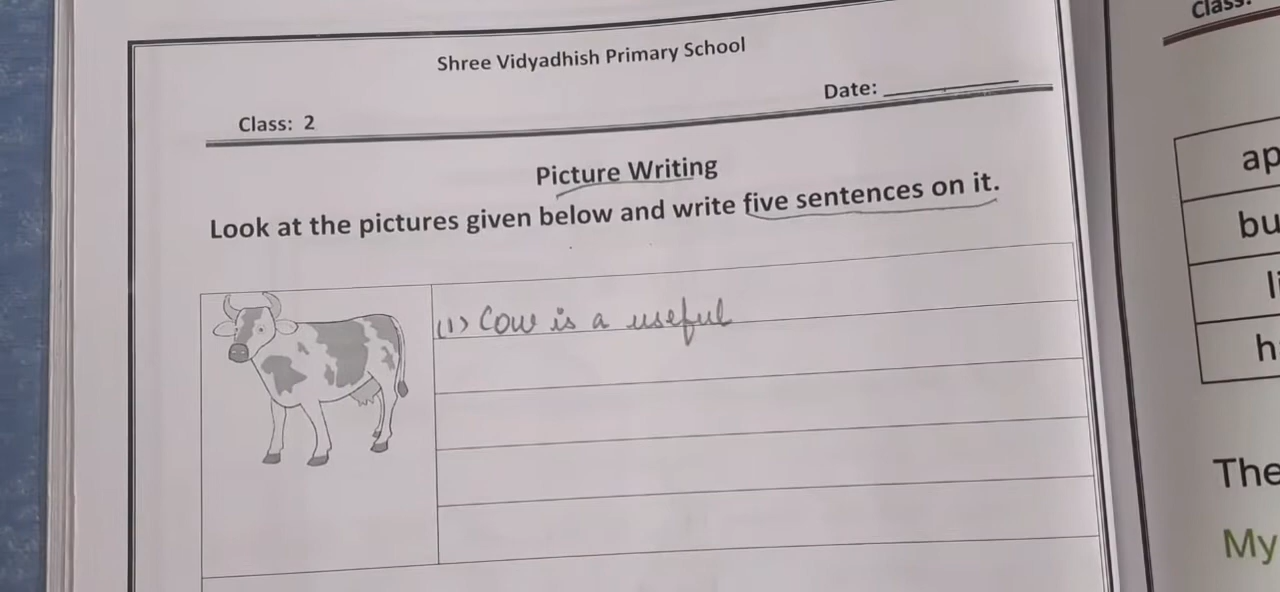 Shree Vidyadhish Primary School
Class: 2
Date:
Picture Writing
Look at the pictures given below and write five sentences on it.
(1) Cow is a useful
Class:
ap
bu
li
h
The
My